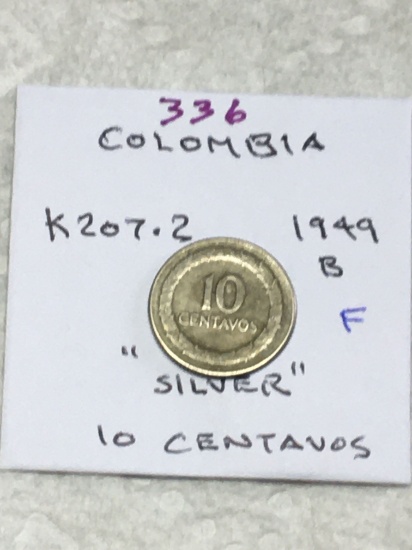 336
COLOMBIA
K207.2 1949
B
10
CENTAVOS
F
"SILVER"
10 CENTAVOS